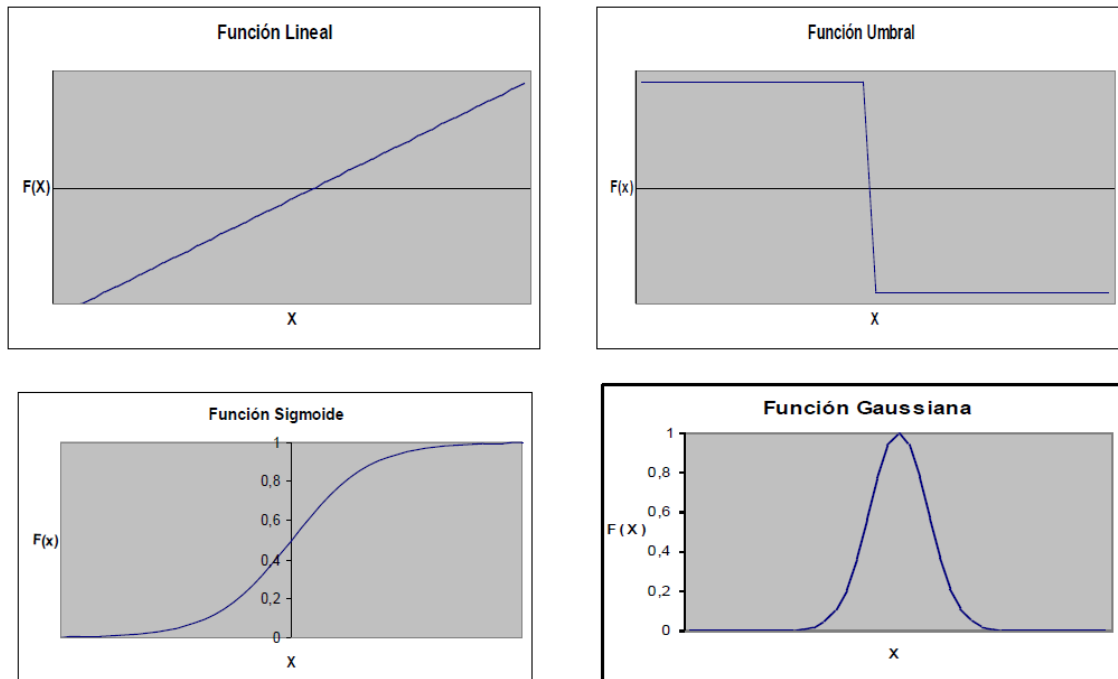 Función Lineal
F(X)
X
Función Umbral
F(x)
X
Función Sigmoide
1
0,8
0,6
0,4
0,2
0
F(x)
X
Función Gaussiana
1
0,8
0,6
0,4
0,2
0
F(X)
X